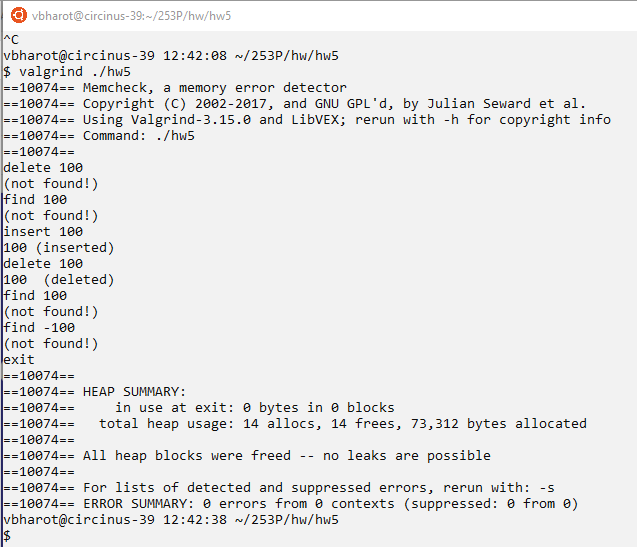 vbharot@circinus-39:~/253P/hw/hw5
^C
vbharot@circinus-39 12:42:08 ~/253P/hw/hw5
$ valgrind ./hw5
==10074== Memcheck, a memory error detector
==10074== Copyright (C) 2002-2017, and GNU GPL'd, by Julian Seward et al.
==10074== Using Valgrind-3.15.0 and LibVEX; rerun with -h for copyright info
==10074== Command: ./hw5
==10074==
delete 100
(not found!)
find 100
(not found!)
insert 100
100 (inserted)
delete 100
100  (deleted)
find 100
(not found!)
find -100
(not found!)
exit
==10074==
==10074== HEAP SUMMARY:
==10074==     in use at exit: 0 bytes in 0 blocks
==10074==   total heap usage: 14 allocs, 14 frees, 73,312 bytes allocated
==10074==
==10074== All heap blocks were freed -- no leaks are possible
==10074==
==10074== For lists of detected and suppressed errors, rerun with: -s
==10074== ERROR SUMMARY: 0 errors from 0 contexts (suppressed: 0 from 0)
vbharot@circinus-39 12:42:38 ~/253P/hw/hw5
$